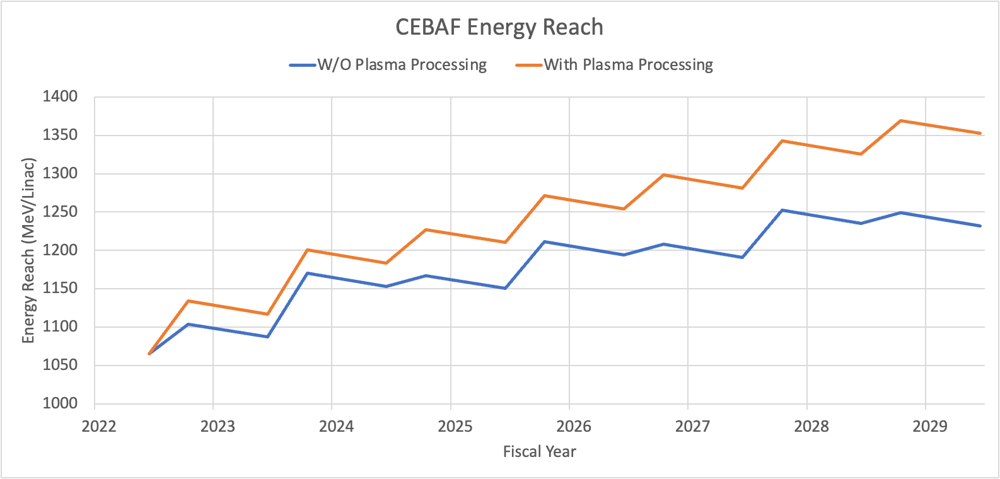 CEBAF Energy Reach
W/O Plasma Processing
With Plasma Processing
Energy Reach (MeV/Linac)
1400
1350
1300
1250
1200
1150
1100
1050
1000
2022 2023 2024 2025 2026 2027 2028 2029
Fiscal Year